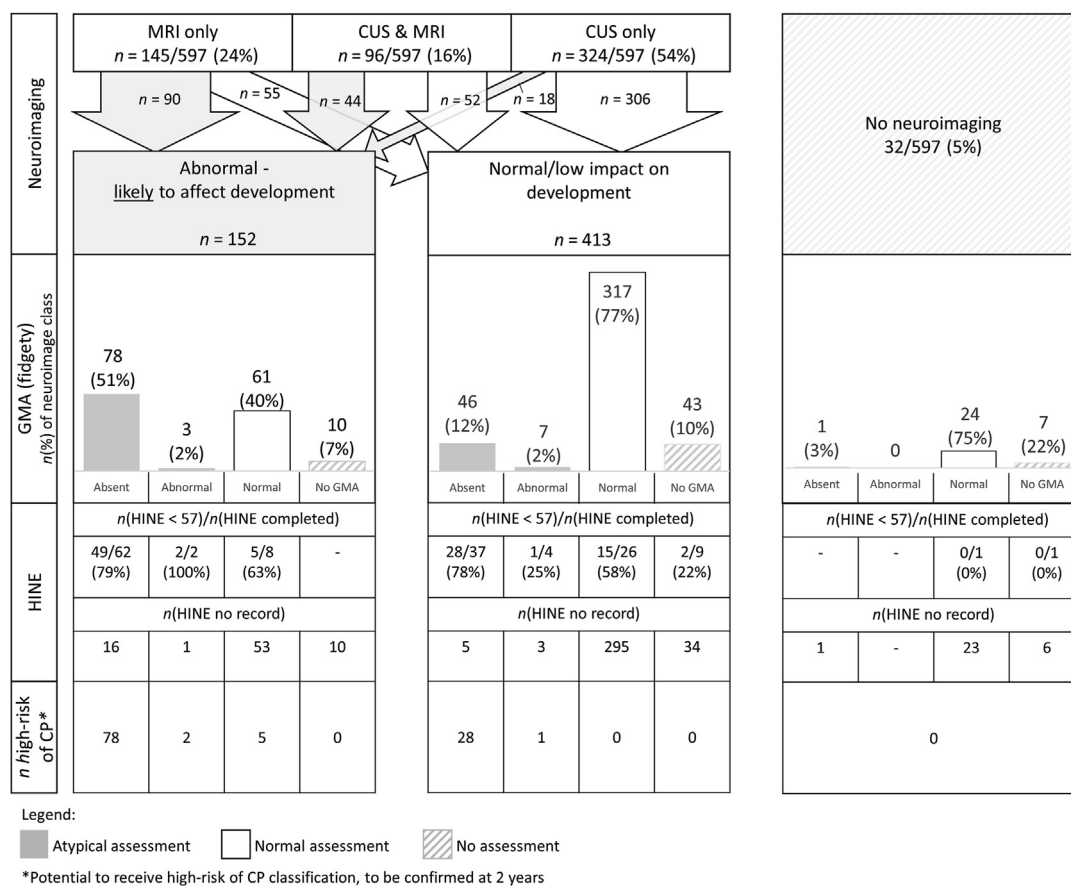 MRI only
n = 145/597 (24%)
CUS & MRI
n = 96/597 (16%)
CUS only
n = 324/597 (54%)
Neuroimaging
n = 90
n = 55
n = 44
n = 52
n = 18
n = 306
Abnormal -
likely to affect development
n = 152
Normal/low impact on
development
n = 413
No neuroimaging
32/597 (5%)
GMA (fidgety)
n(%) of neuroimage class
78
(51%)
3
(2%)
61
(40%)
10
(7%)
46
(12%)
7
(2%)
317
(77%)
43
(10%)
1
(3%)
0
24
(75%)
7
(22%)
Absent Abnormal Normal No GMA
Absent Abnormal Normal No GMA
Absent Abnormal Normal No GMA
HINE
n(HINE < 57)/n(HINE completed)
n(HINE < 57)/n(HINE completed)
n(HINE < 57)/n(HINE completed)
49/62
(79%)
2/2
(100%)
5/8
(63%)
-
28/37
(78%)
1/4
(25%)
15/26
(58%)
2/9
(22%)
-
-
0/1
(0%)
0/1
(0%)
n(HINE no record)
n(HINE no record)
n(HINE no record)
16 1 53 10
5 3 295 34
1 - 23 6
n high-risk
of CP*
78 2 5 0
28 1 0 0
0
Legend:
Atypical assessment
Normal assessment
No assessment
*Potential to receive high-risk of CP classification, to be confirmed at 2 years